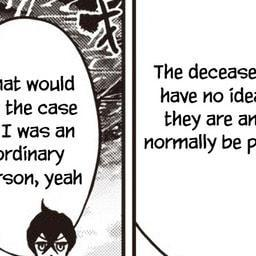 The decease
have no idea
they are an
normally be p
hat would
the case
I was an
ordinary
rson, yeah